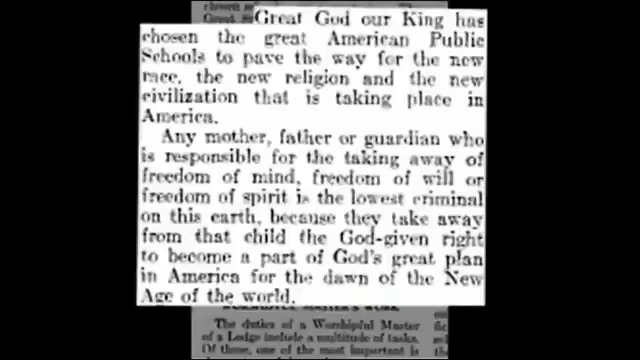 chosen
Great God our King has
chosen the great American Public
Schools to pave the way for the new
race, the new religion and the new
civilization that is taking place in
America.
Any mother, father or guardian who
is responsible for the taking away of
freedom of mind, freedom of will or
freedom of spirit is the lowest criminal
on this earth, because they take away
from that child the God-given right
to become a part of God's great plan
in America for the dawn of the New
Age of the world.
MASTER'S WORK
The duties of a Worshipful Master
of a Lodge include a multitude of tasks.
Of these, one of the most important is